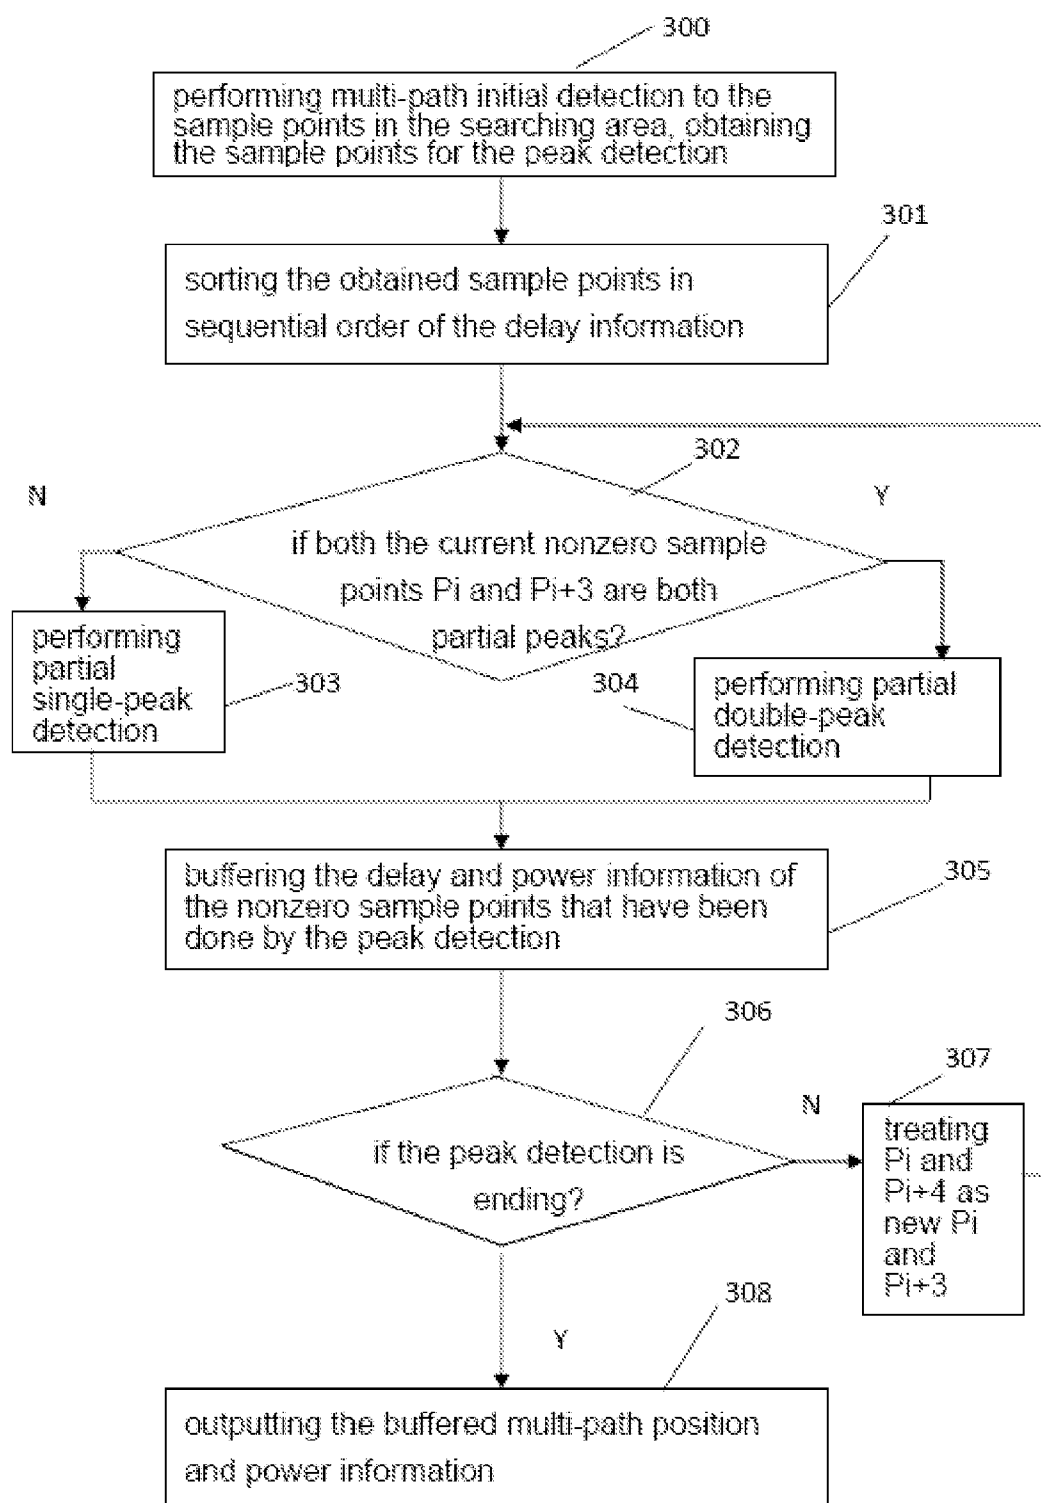 300
performing multi-path initial detection to the
sample points in the searching area, obtaining
the sample points for the peak detection
301
sorting the obtained sample points in
sequential order of the delay information
302
N
Y
if both the current nonzero sample
points Pi and Pi+3 are both
partial peaks?
performing
partial
single-peak
detection
303
304
performing partial
double-peak
detection
buffering the delay and power information of
the nonzero sample points that have been
done by the peak detection
305
306
if the peak detection is
ending?
N
307
treating
Pi and
Pi+4 as
new Pi
and
Pi+3
308
Y
outputting the buffered multi-path position
and power information